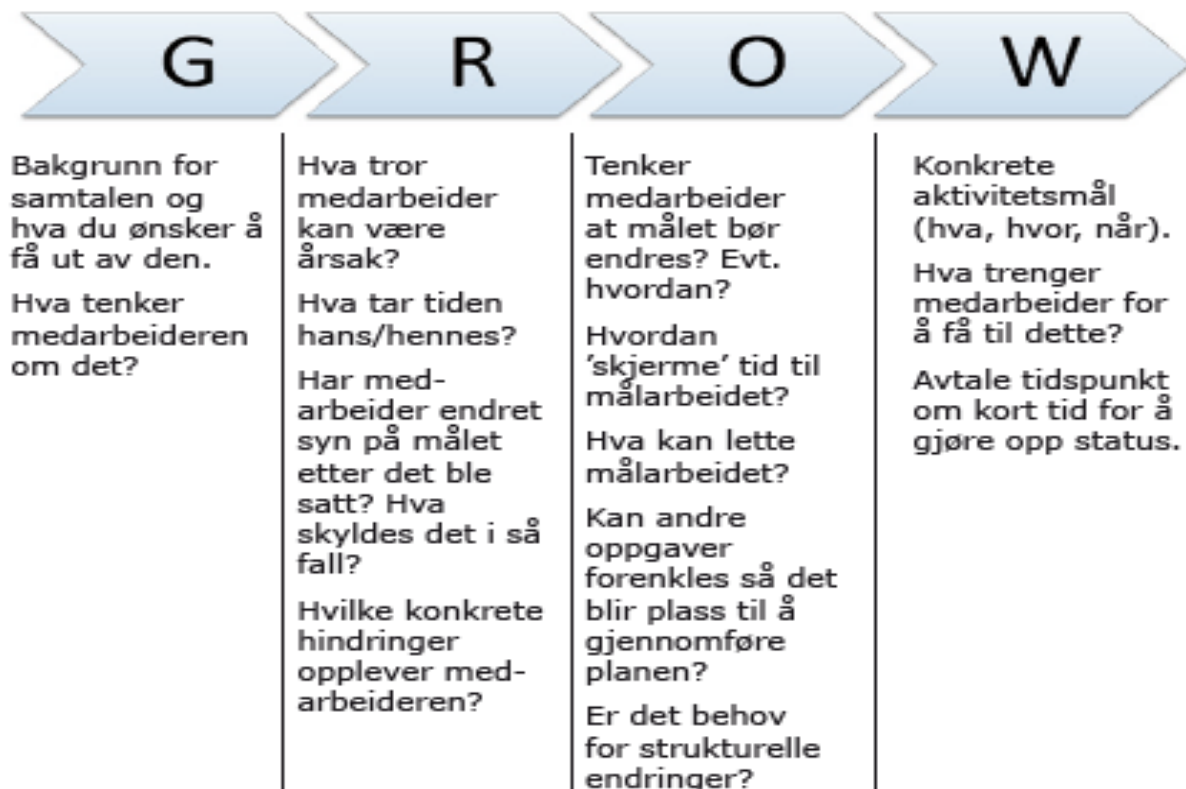 G
Bakgrunn for
samtalen og
hva du ønsker å
få ut av den.
Hva tenker
medarbeideren
om det?
R
Hva tror
medarbeider
kan være
årsak?
Hva tar tiden
hans/hennes?
Har med-
arbeider endret
syn på målet
etter det ble
satt? Hva
skyldes det i så
fall?
Hvilke konkrete
hindringer
opplever med-
arbeideren?
O
Tenker
medarbeider
at målet bør
endres? Evt.
hvordan?
Hvordan
’skjerme’ tid til
målarbeidet?
Hva kan lette
målarbeidet?
Kan andre
oppgaver
forenkles så det
blir plass til å
gjennomføre
planen?
Er det behov
for strukturelle
endringer?
W
Konkrete
aktivitetsmål
(hva, hvor, når).
Hva trenger
medarbeider for
å få til dette?
Avtale tidspunkt
om kort tid for å
gjøre opp status.